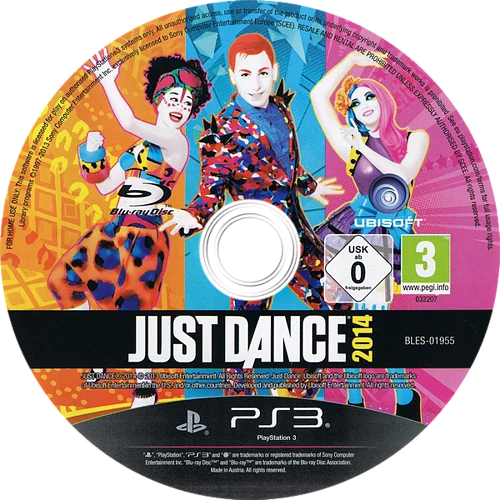 FOR HOME USE ONLY. This software is licensed for play on authorised PlayStation®3 systems only. All unauthorised access, use or transfer of the product or its underlying copyright and trademark works is prohibited. See eu.playstation.com/terms for full usage rights.
Library programs ©1997-2013 Sony Computer Entertainment Inc. exclusively licensed to Sony Computer Entertainment Europe (SCEE). RESALE AND RENTAL ARE PROHIBITED UNLESS EXPRESSLY AUTHORISED BY SCEE. All rights reserved.
Blu-ray Disc
UBISOFT
USK
ab
0
freigegeben
3
www.pegi.info
032207
JUST DANCE 2014
BLES-01955
JUST DANCE® 2014 © 2013 Ubisoft Entertainment. All Rights Reserved. Just Dance, Ubisoft and the Ubisoft logo are trademarks
of Ubisoft Entertainment in the U.S. and/or other countries. Developed and published by Ubisoft Entertainment. All rights reserved.
PS3
PlayStation 3
", "PlayStation", "PS3" and " " are trademarks or registered trademarks of Sony Computer
Entertainment Inc. "Blu-ray Disc™" and "Blu-ray™" are trademarks of the Blu-ray Disc Association.
Made in Austria. All rights reserved.